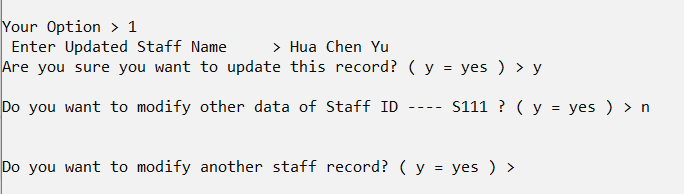 Your Option > 1
Enter Updated Staff Name > Hua Chen Yu
Are you sure you want to update this record? ( y = yes ) > y
Do you want to modify other data of Staff ID ---- S111 ? ( y = yes ) > n
Do you want to modify another staff record? ( y = yes ) >